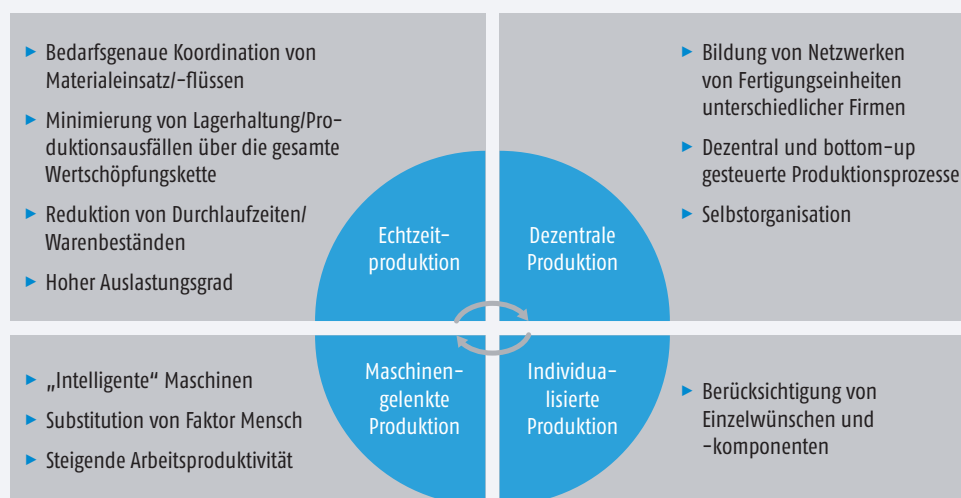 ▶ Bedarfsgenaue Koordination von
Materialeinsatz/-flüssen
▶ Minimierung von Lagerhaltung/Pro-
duktionsausfällen über die gesamte
Wertschöpfungskette
▶ Reduktion von Durchlaufzeiten/
Warenbeständen
▶ Hoher Auslastungsgrad
Echtzeit-
produktion
Dezentrale
Produktion
▶ Bildung von Netzwerken
von Fertigungseinheiten
unterschiedlicher Firmen
▶ Dezentral und bottom-up
gesteuerte Produktionsprozesse
▶ Selbstorganisation
▶ „Intelligente“ Maschinen
▶ Substitution von Faktor Mensch
▶ Steigende Arbeitsproduktivität
Maschinen-
gelenkte
Produktion
Individua-
lisierte
Produktion
▶ Berücksichtigung von
Einzelwünschen und
-komponenten